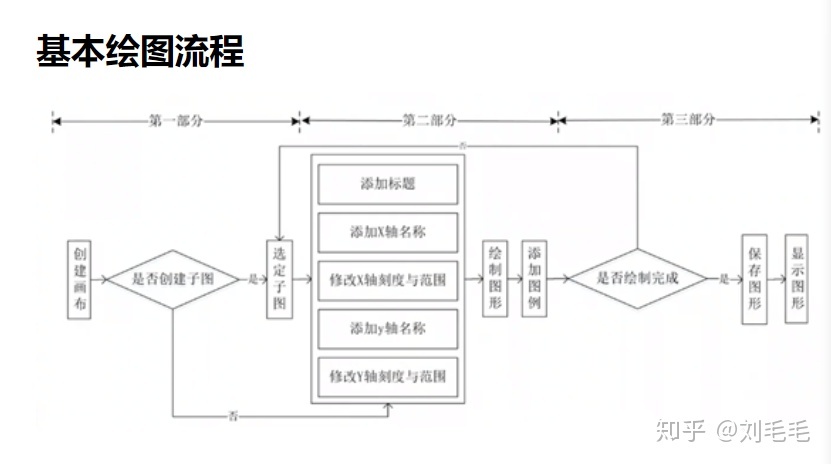 基本绘图流程
第一部分
第二部分
第三部分
否
创建画布
是否创建子图
是
选定子图
添加标题
添加X轴名称
修改X轴刻度与范围
添加y轴名称
修改Y轴刻度与范围
绘制图形
添加图例
是否绘制完成
是
保存图形
显示图形
否
知乎 @刘毛毛